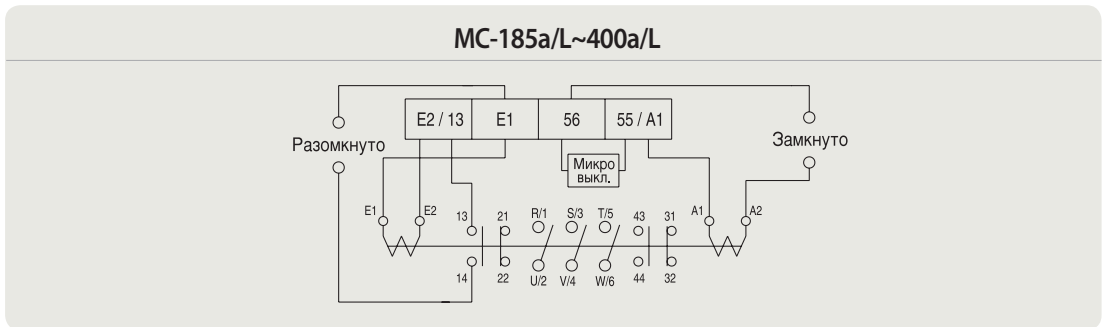 MC-185a/L~400a/L
E2 / 13 E1 56 55 / A1
Разомкнуто Замкнуто
Микро
выкл.
E1 E2 13 21 R/1 S/3 T/5 43 31 A1 A2
14 22 U/2 V/4 W/6 44 32